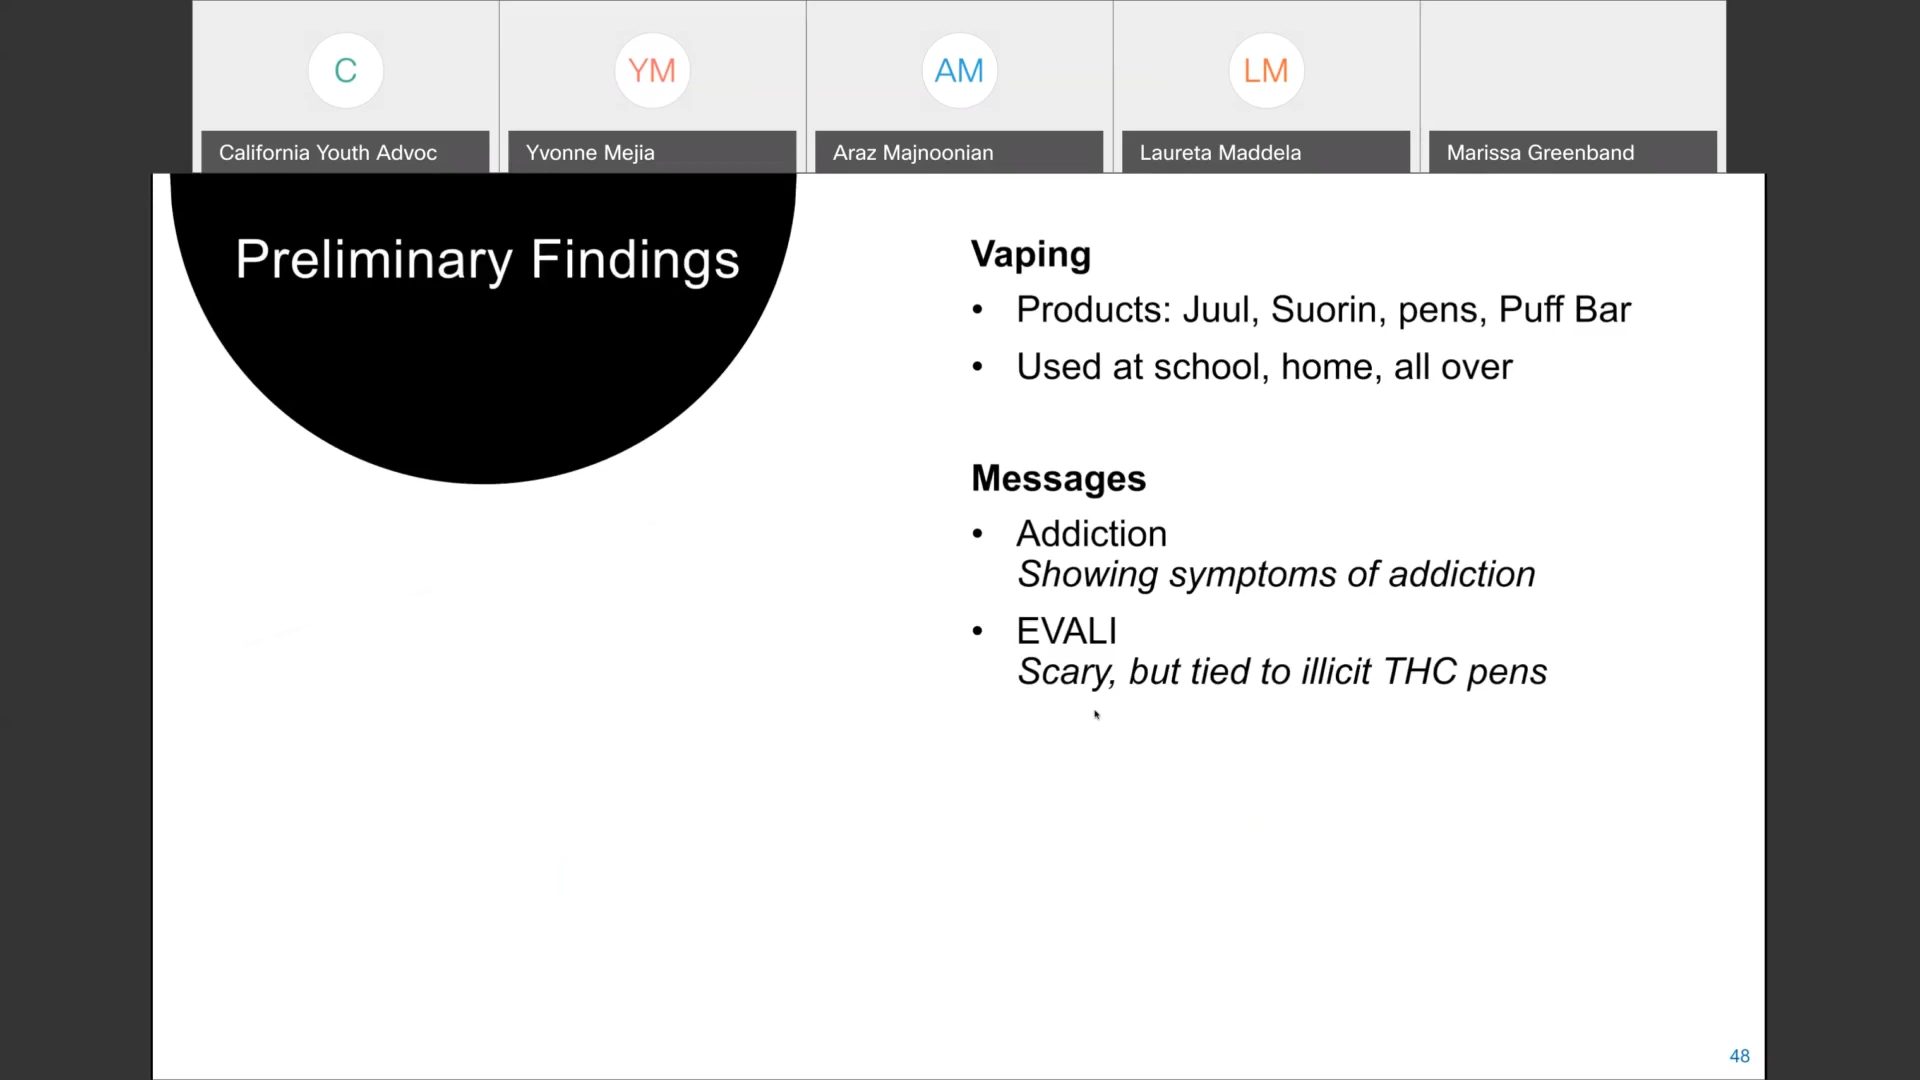 C
YM
AM
LM
California Youth Advoc
Yvonne Mejia
Araz Majnoonian
Laureta Maddela
Marissa Greenband
Preliminary Findings
Vaping
• Products: Juul, Suorin, pens, Puff Bar
• Used at school, home, all over
Messages
• Addiction
Showing symptoms of addiction
• EVALI
Scary, but tied to illicit THC pens
48